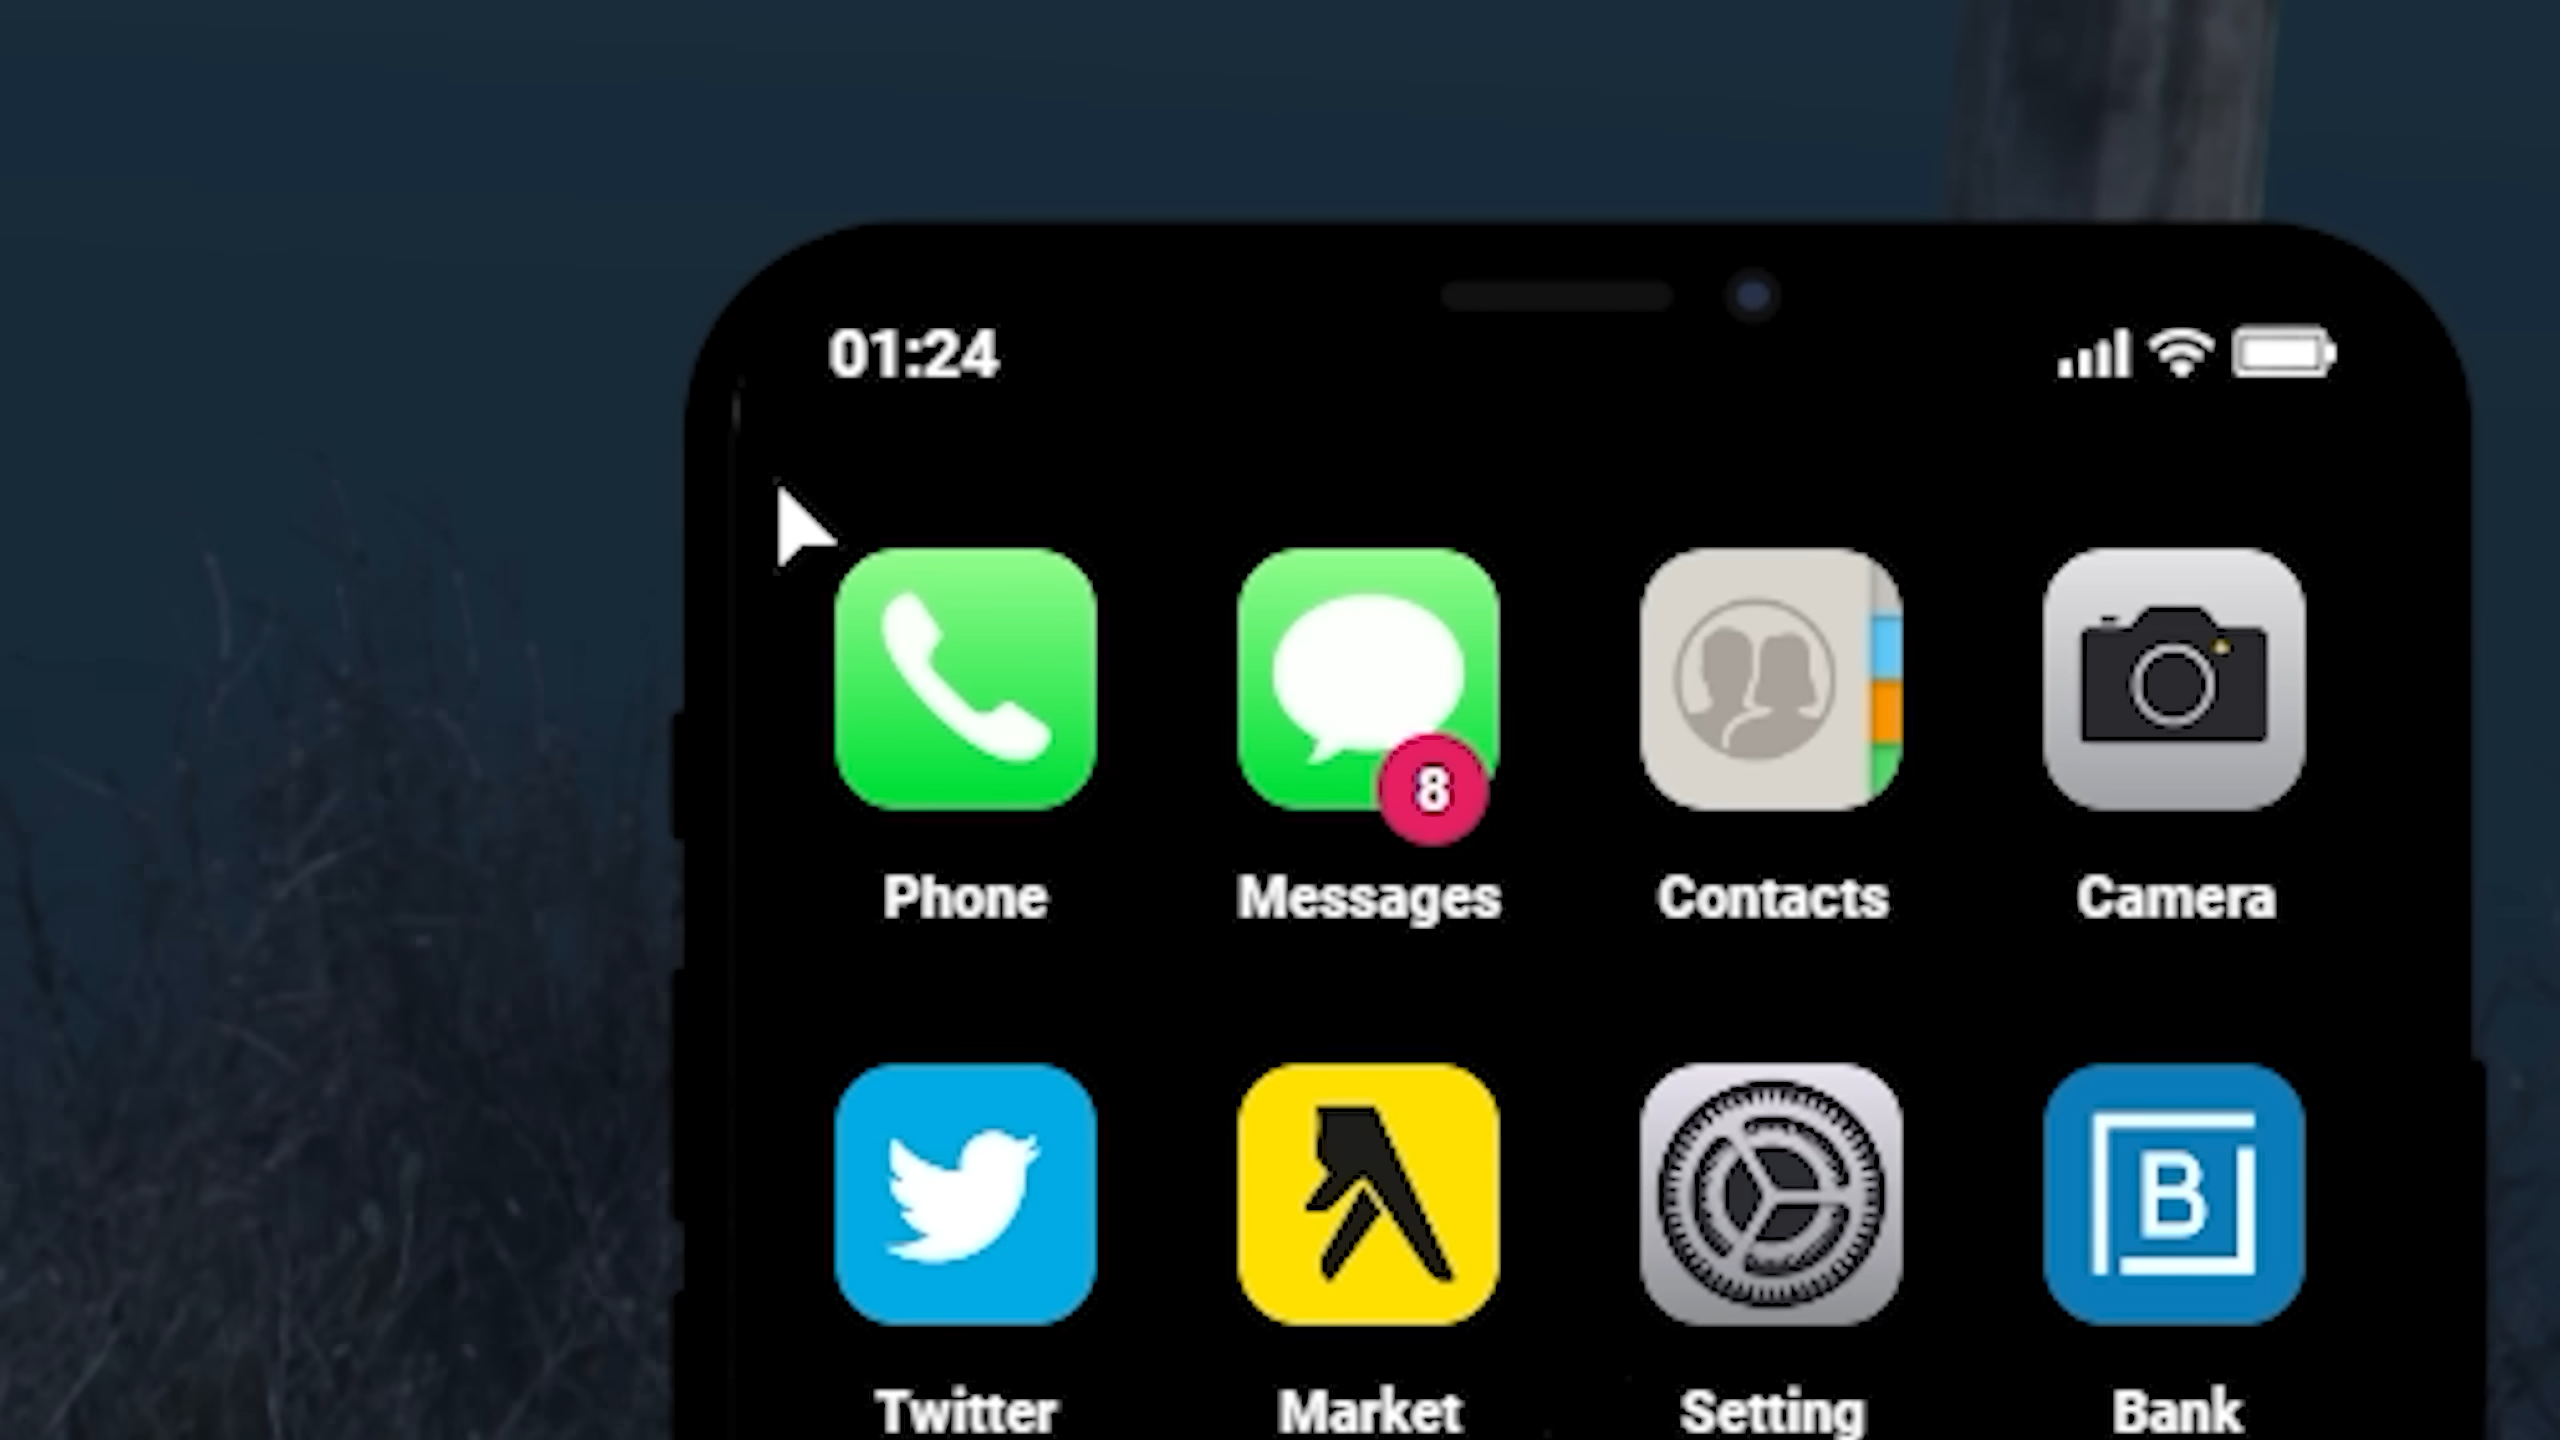 01:24
8
Phone Messages Contacts Camera
B
Twitter Market Setting Bank